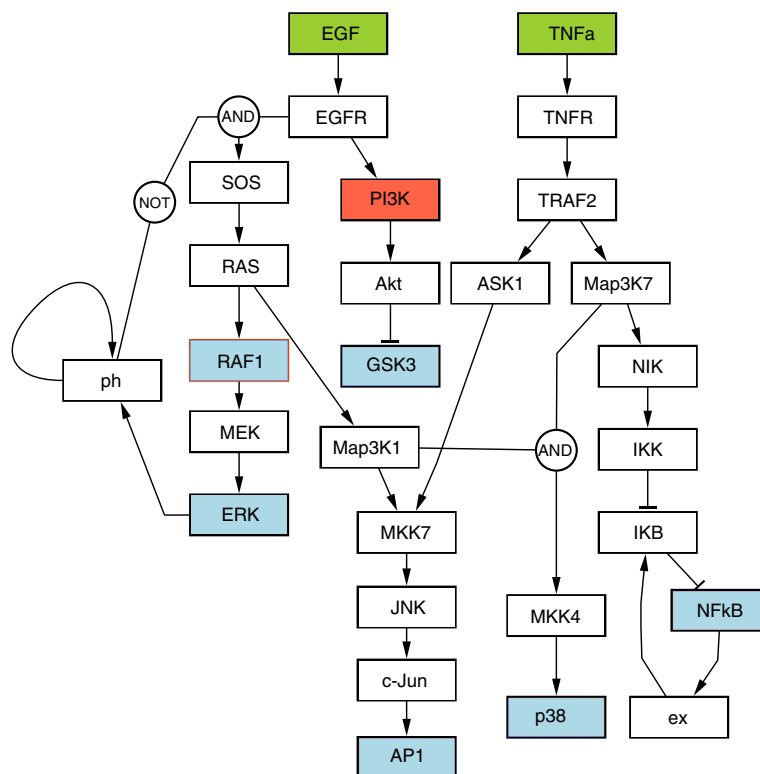 EGF
TNFa
AND
EGFR
TNFR
SOS
NOT
PI3K
TRAF2
RAS
Akt
ASK1
Map3K7
RAF1
GSK3
NIK
ph
MEK
Map3K1
AND
IKK
ERK
MKK7
IKB
JNK
MKK4
NFkB
c-Jun
p38
ex
AP1